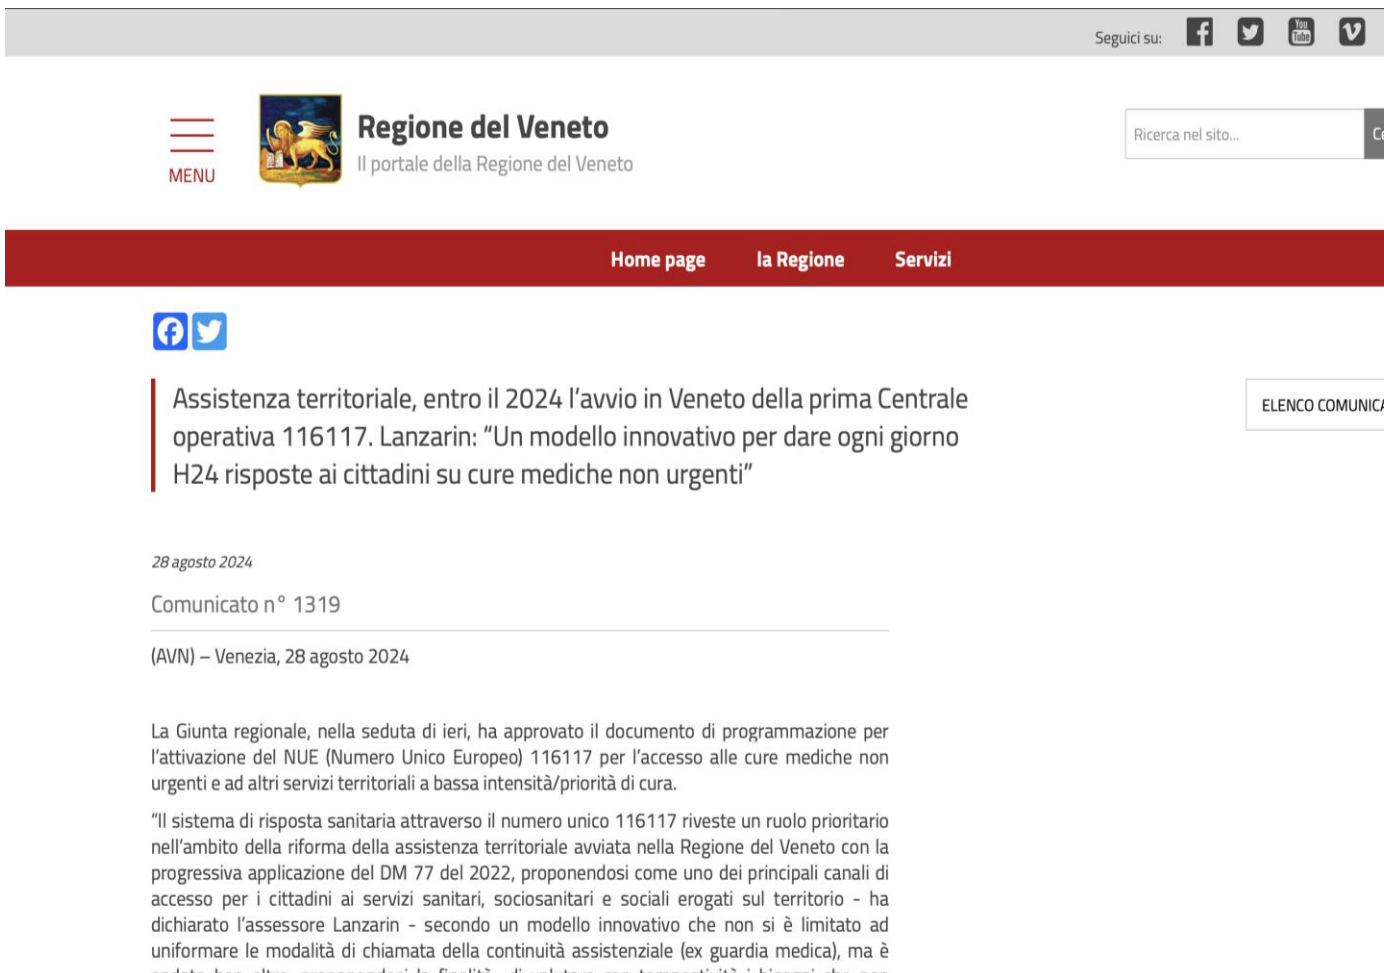 Seguici su:
You
Tube
Regione del Veneto
Il portale della Regione del Veneto
MENU
Ricerca nel sito...
Home page la Regione Servizi
Assistenza territoriale, entro il 2024 l'avvio in Veneto della prima Centrale
operativa 116117. Lanzarin: “Un modello innovativo per dare ogni giorno
H24 risposte ai cittadini su cure mediche non urgenti”
ELENCO
28 agosto 2024
Comunicato n° 1319
(AVN) – Venezia, 28 agosto 2024
La Giunta regionale, nella seduta di ieri, ha approvato il documento di programmazione per
l’attivazione del NUE (Numero Unico Europeo) 116117 per l’accesso alle cure mediche non
urgenti e ad altri servizi territoriali a bassa intensità/priorità di cura.
“Il sistema di risposta sanitaria attraverso il numero unico 116117 riveste un ruolo prioritario
nell’ambito della riforma della assistenza territoriale avviata nella Regione del Veneto con la
progressiva applicazione del DM 77 del 2022, proponendosi come uno dei principali canali di
accesso per i cittadini ai servizi sanitari, sociosanitari e sociali erogati sul territorio - ha
dichiarato l’assessore Lanzarin - secondo un modello innovativo che non si è limitato ad
uniformare le modalità di chiamata della continuità assistenziale (ex guardia medica), ma è